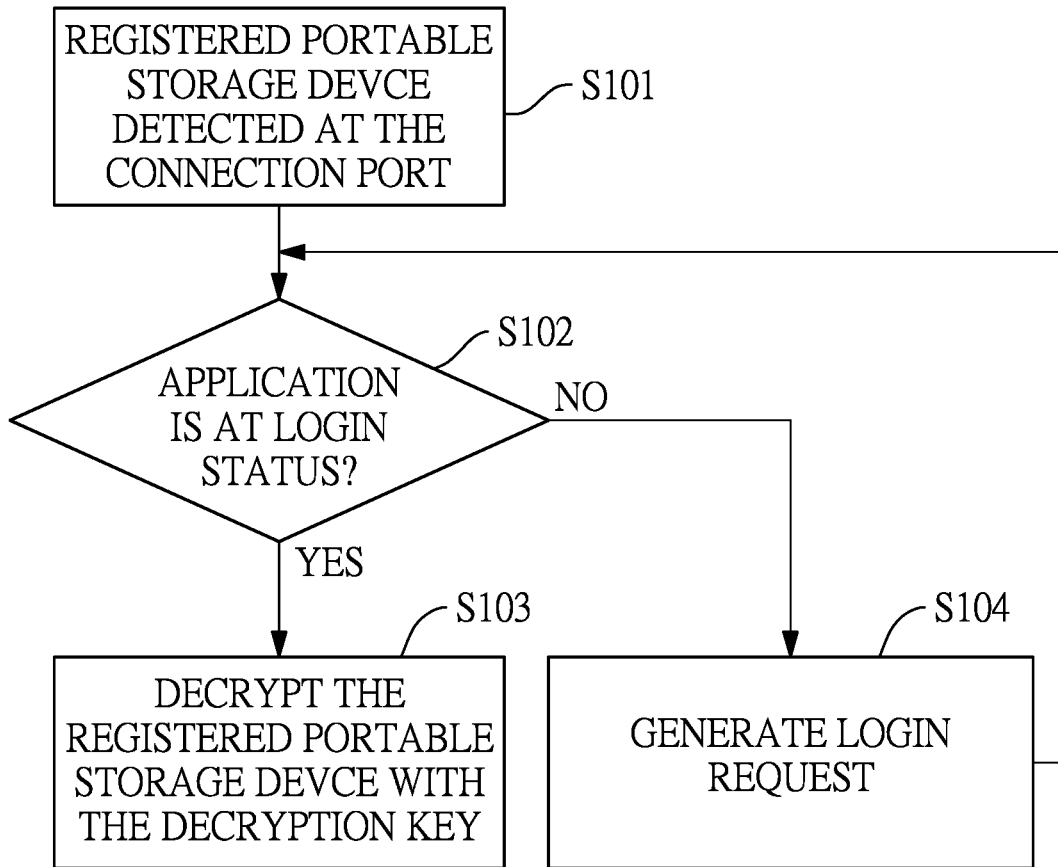 REGISTERED PORTABLE
STORAGE DEVCE
DETECTED AT THE
CONNECTION PORT
S101
S102
APPLICATION
IS AT LOGIN
STATUS?
NO
YES
S103
S104
DECRYPT THE
REGISTERED PORTABLE
STORAGE DEVCE WITH
THE DECRYPTION KEY
GENERATE LOGIN
REQUEST